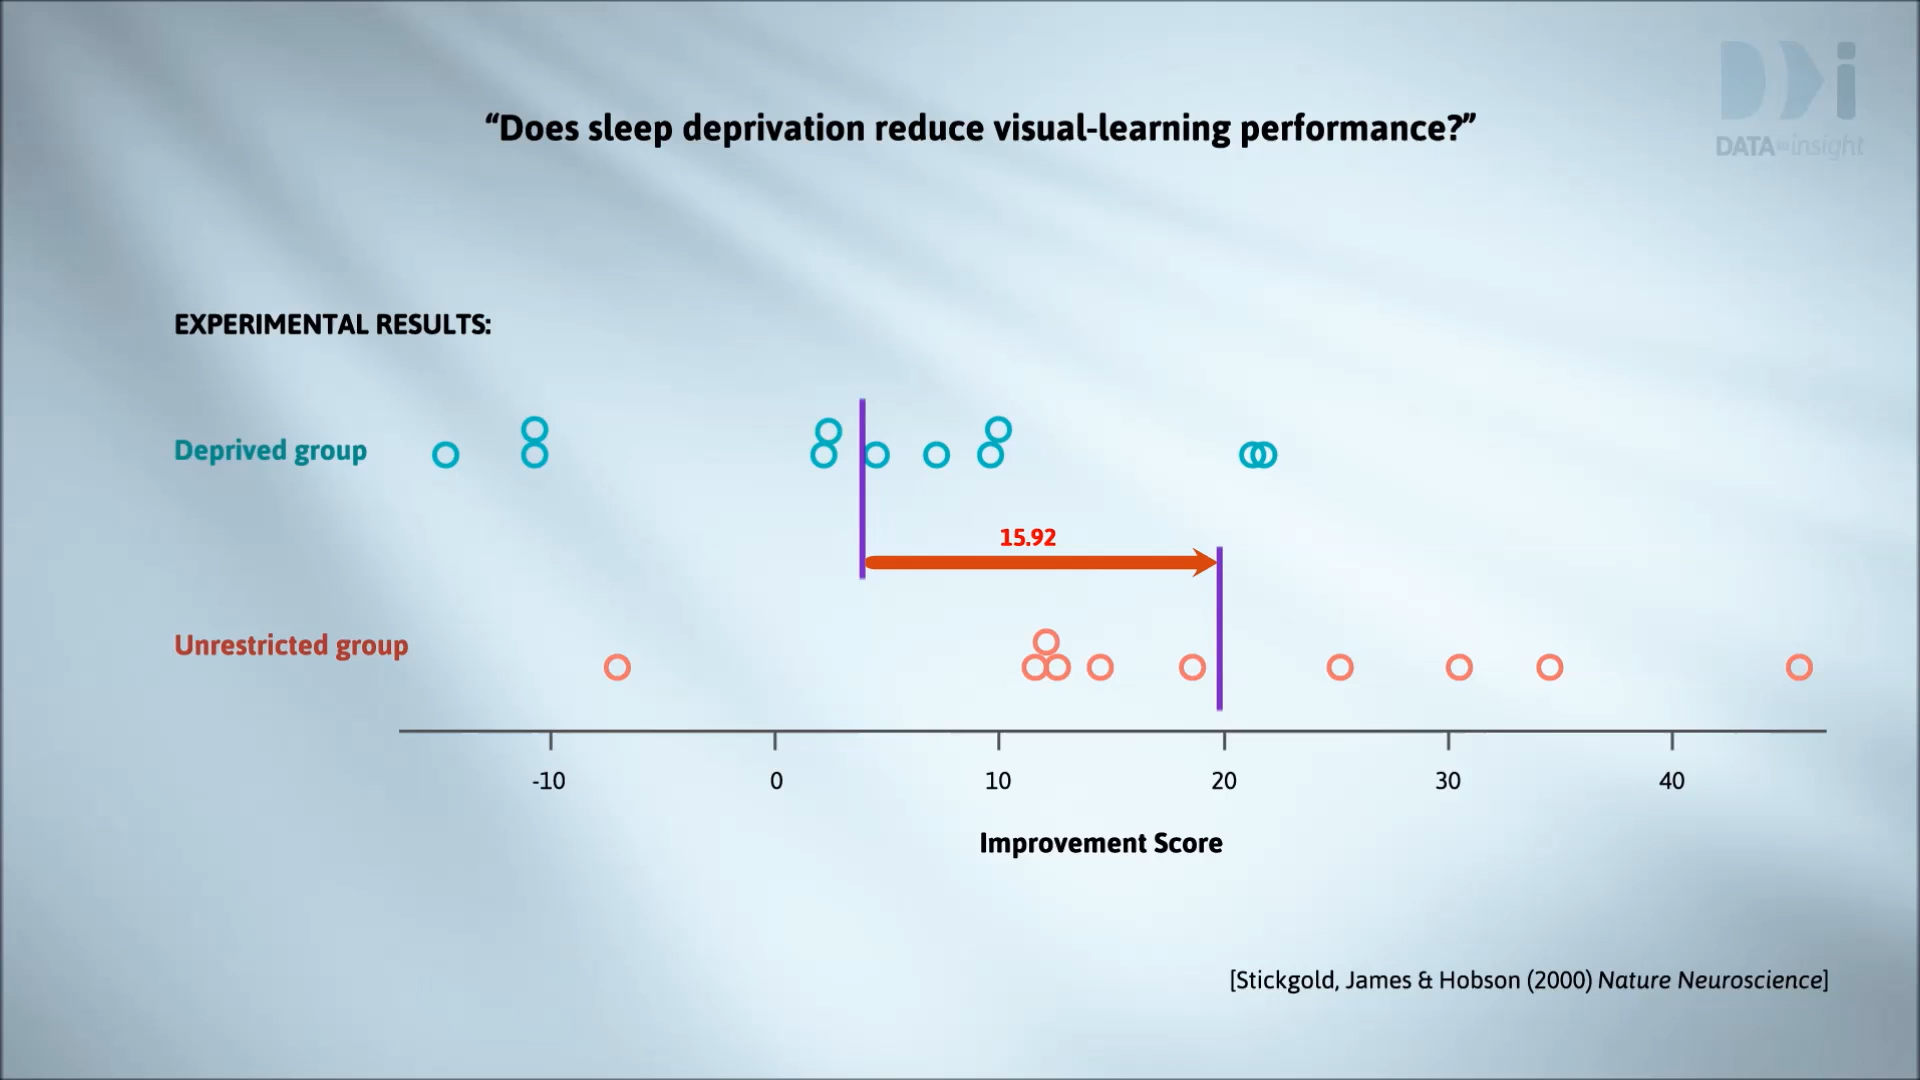 “Does sleep deprivation reduce visual-learning performance?”
DATA to insight
EXPERIMENTAL RESULTS:
Deprived group
15.92
Unrestricted group
-10 0 10 20 30 40
Improvement Score
[Stickgold, James & Hobson (2000) Nature Neuroscience]